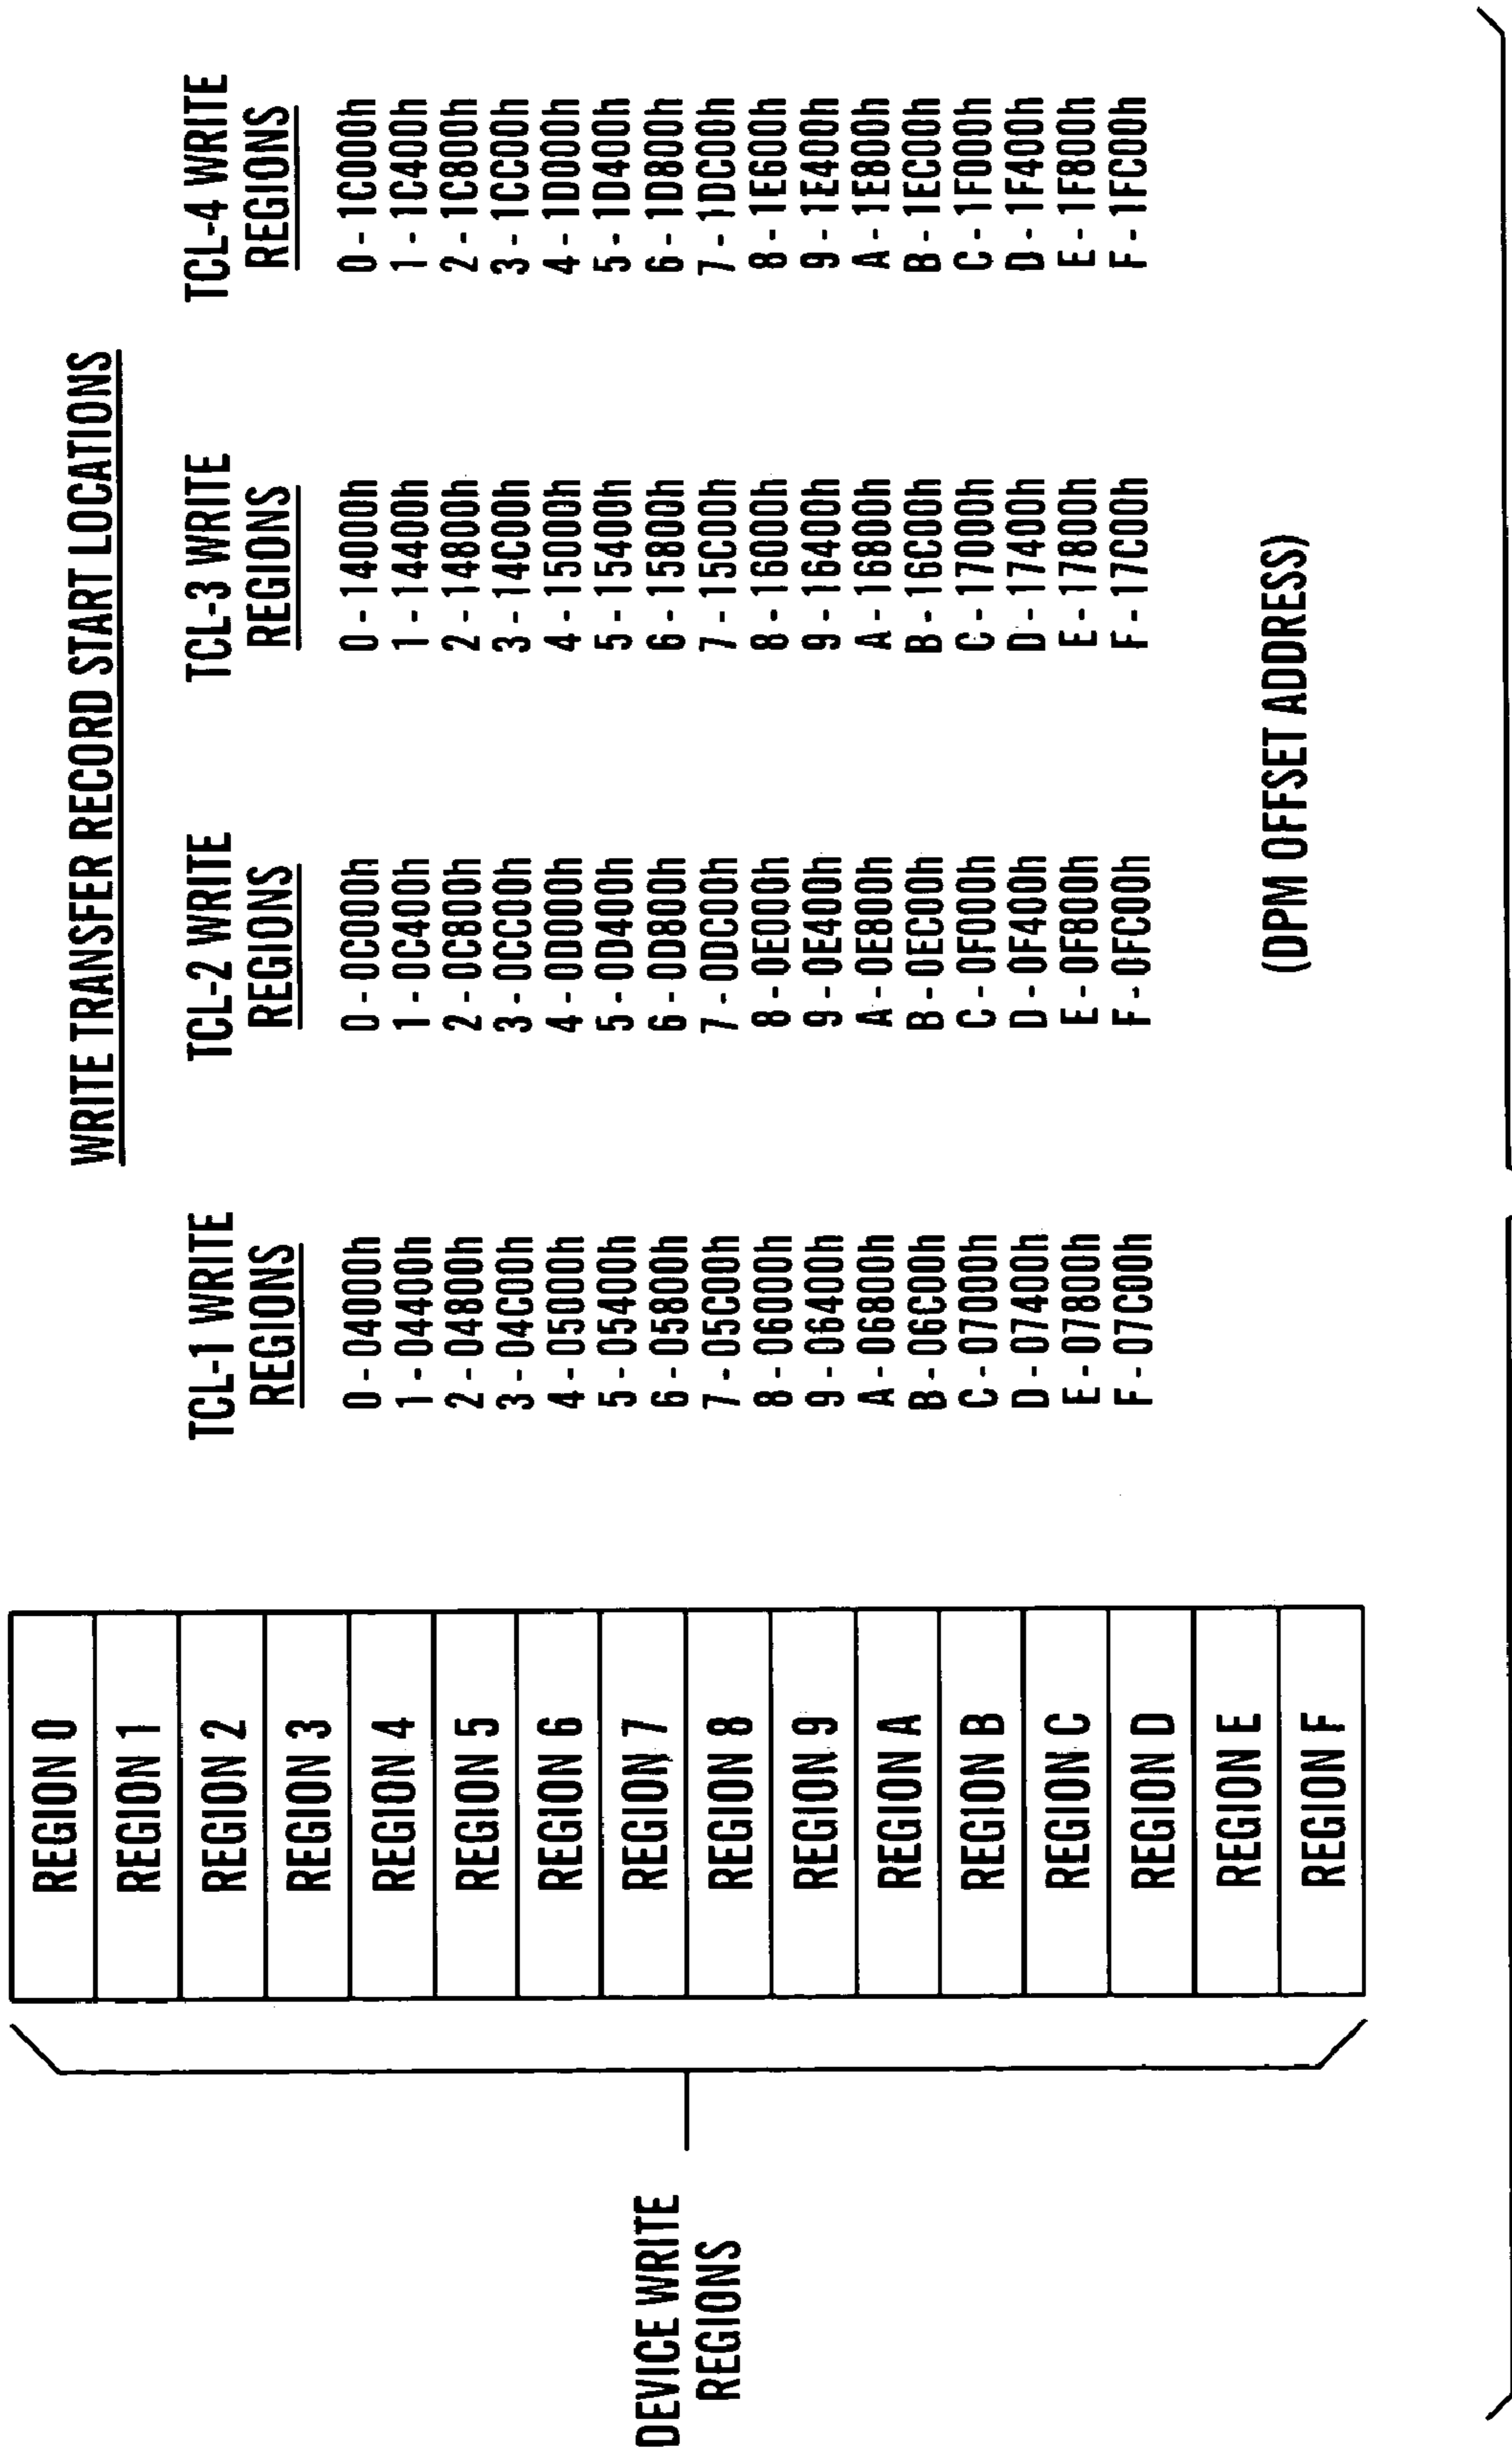 DEVICE WRITE
REGIONS
REGION 0
REGION 1
REGION 2
REGION 3
REGION 4
REGION 5
REGION 6
REGION 7
REGION 8
REGION 9
REGION A
REGION B
REGION C
REGION D
REGION E
REGION F
WRITE TRANSFER RECORD START LOCATIONS
TCL-1 WRITE
REGIONS
0 - 04000h
1 - 04400h
2 - 04800h
3 - 04C00h
4 - 05000h
5 - 05400h
6 - 05800h
7 - 05C00h
8 - 06000h
9 - 06400h
A - 06800h
B - 06C00h
C - 07000h
D - 07400h
E - 07800h
F - 07C00h
TCL-2 WRITE
REGIONS
0 - 0C000h
1 - 0C400h
2 - 0C800h
3 - 0CC00h
4 - 0D000h
5 - 0D400h
6 - 0D800h
7 - 0DC00h
8 - 0E000h
9 - 0E400h
A - 0E800h
B - 0EC00h
C - 0F000h
D - 0F400h
E - 0F800h
F - 0FC00h
TCL-3 WRITE
REGIONS
0 - 14000h
1 - 14400h
2 - 14800h
3 - 14C00h
4 - 15000h
5 - 15400h
6 - 15800h
7 - 15C00h
8 - 16000h
9 - 16400h
A - 16800h
B - 16C00h
C - 17000h
D - 17400h
E - 17800h
F - 17C00h
TCL-4 WRITE
REGIONS
0 - 1C000h
1 - 1C400h
2 - 1C800h
3 - 1CC00h
4 - 1D000h
5 - 1D400h
6 - 1D800h
7 - 1DC00h
8 - 1E600h
9 - 1E400h
A - 1E800h
B - 1EC00h
C - 1F000h
D - 1F400h
E - 1F800h
F - 1FC00h
(DPM OFFSET ADDRESS)